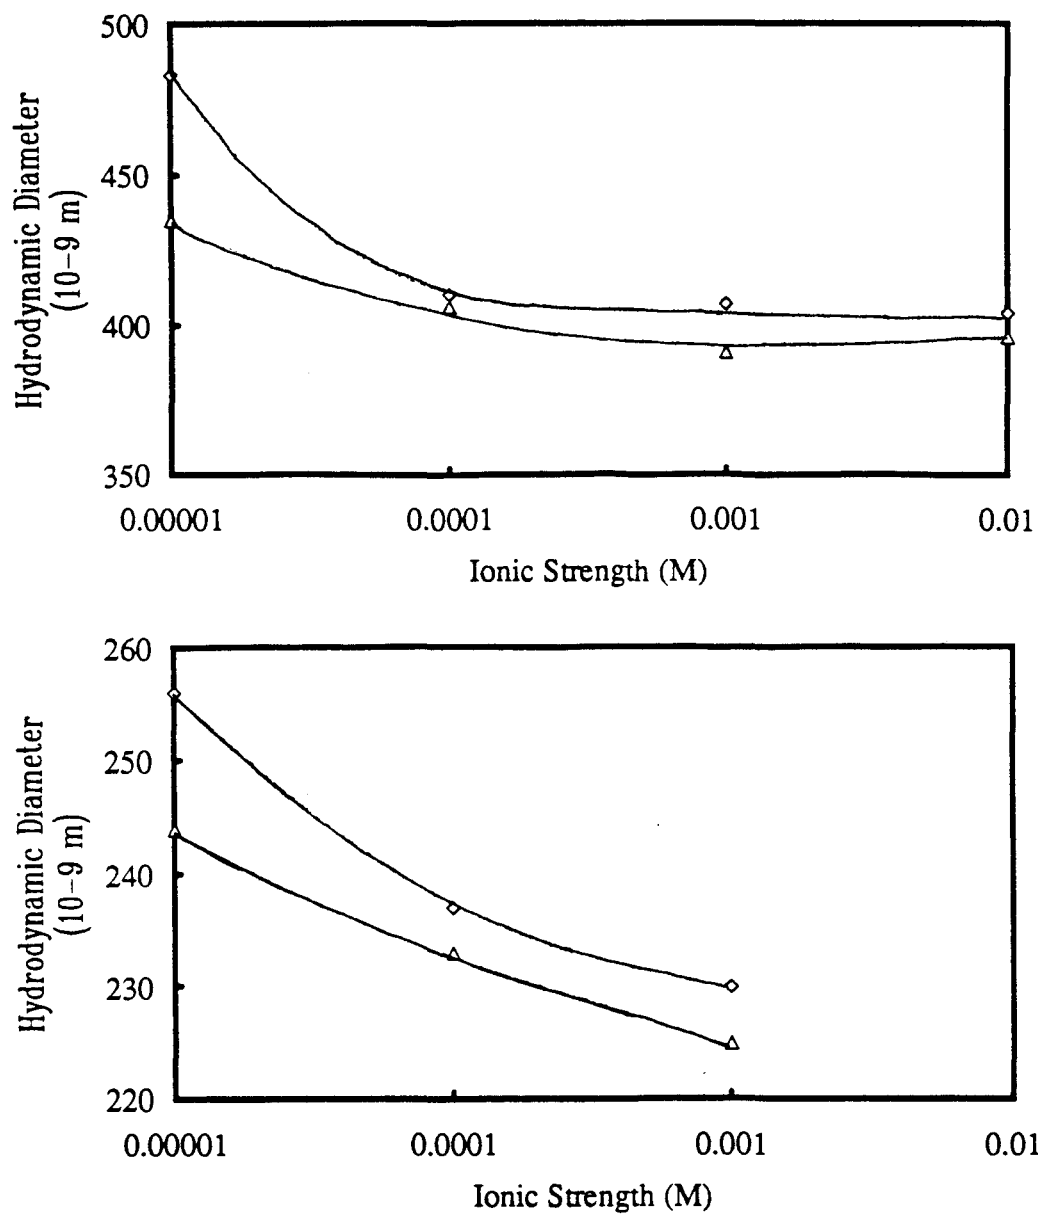 500
450
400
350
Hydrodynamic Diameter
(10-9 m)
0.00001 0.0001 0.001 0.01
Ionic Strength (M)
260
250
240
230
220
Hydrodynamic Diameter
(10-9 m)
0.00001 0.0001 0.001 0.01
Ionic Strength (M)